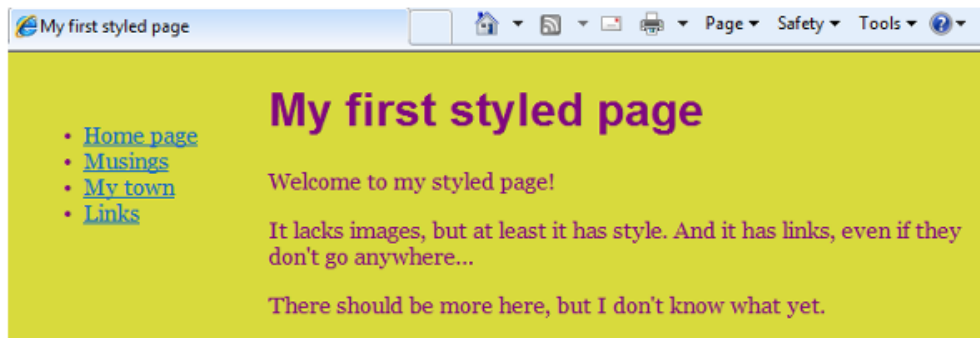 My first styled page
Page Safety Tools
My first styled page
Home page
Musings
My town
Links
Welcome to my styled page!
It lacks images, but at least it has style. And it has links, even if they
don't go anywhere...
There should be more here, but I don't know what yet.